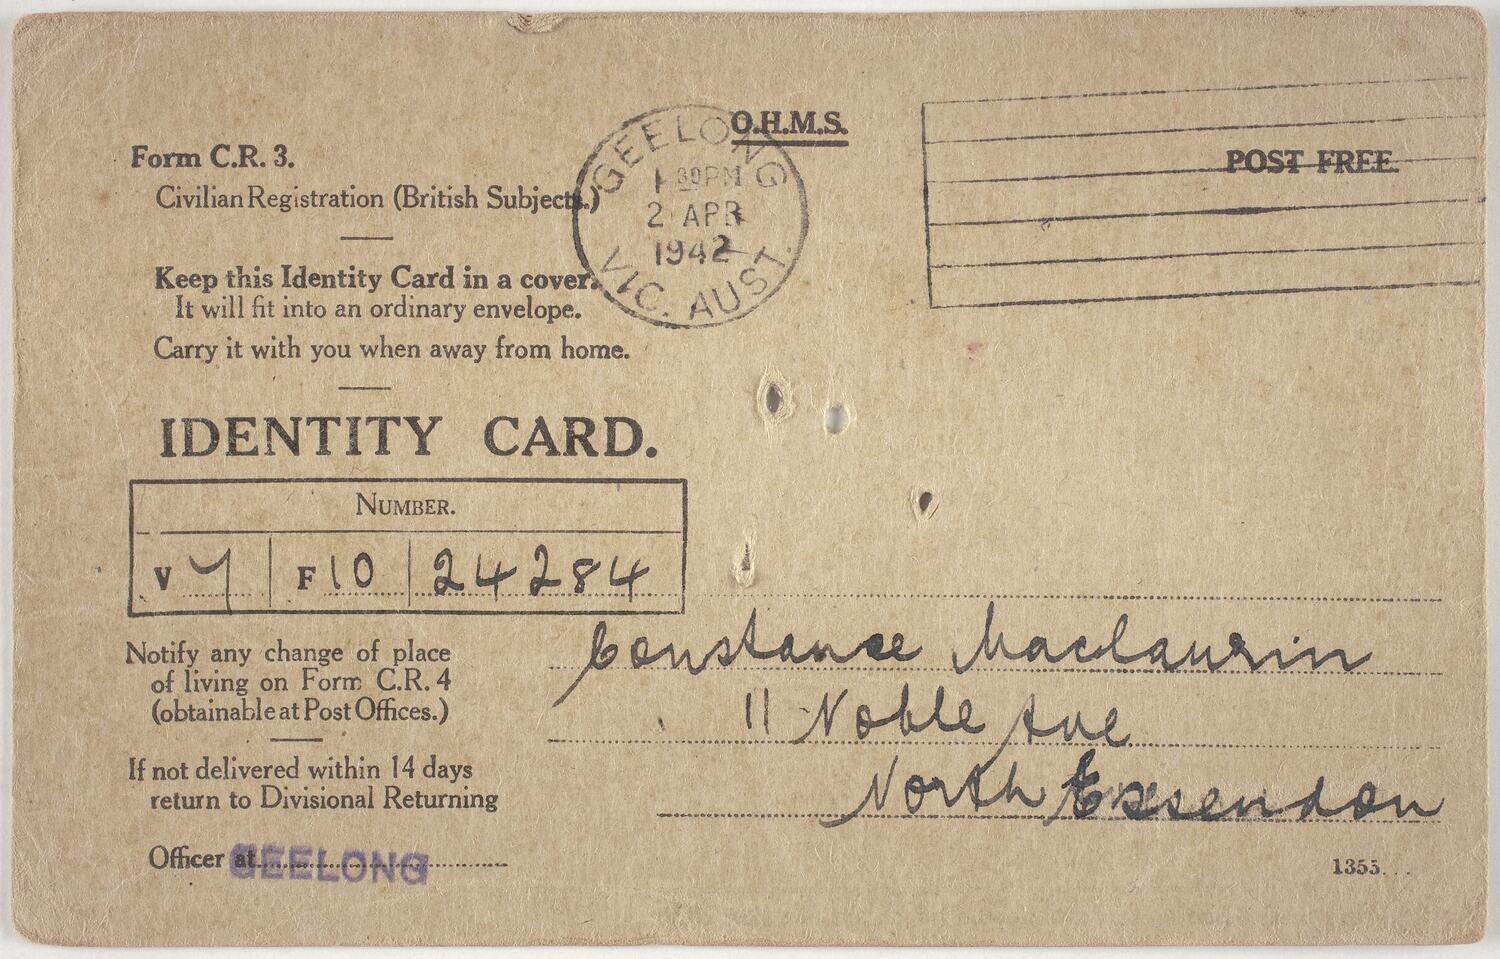 O.H.M.S.
POST FREE.
GEELONG
1 30PM
2 APR
1942
VIC. AUST.
Form C.R. 3.
Civilian Registration (British Subjects.)
Keep this Identity Card in a cover.
It will fit into an ordinary envelope.
Carry it with you when away from home.
IDENTITY CARD.
NUMBER.
V 7 F 10 24284
Constance Maclaurin
11 Noble Ave
North Essendon
Notify any change of place
of living on Form C.R. 4
(obtainable at Post Offices.)
If not delivered within 14 days
return to Divisional Returning
Officer at GEELONG
1355.